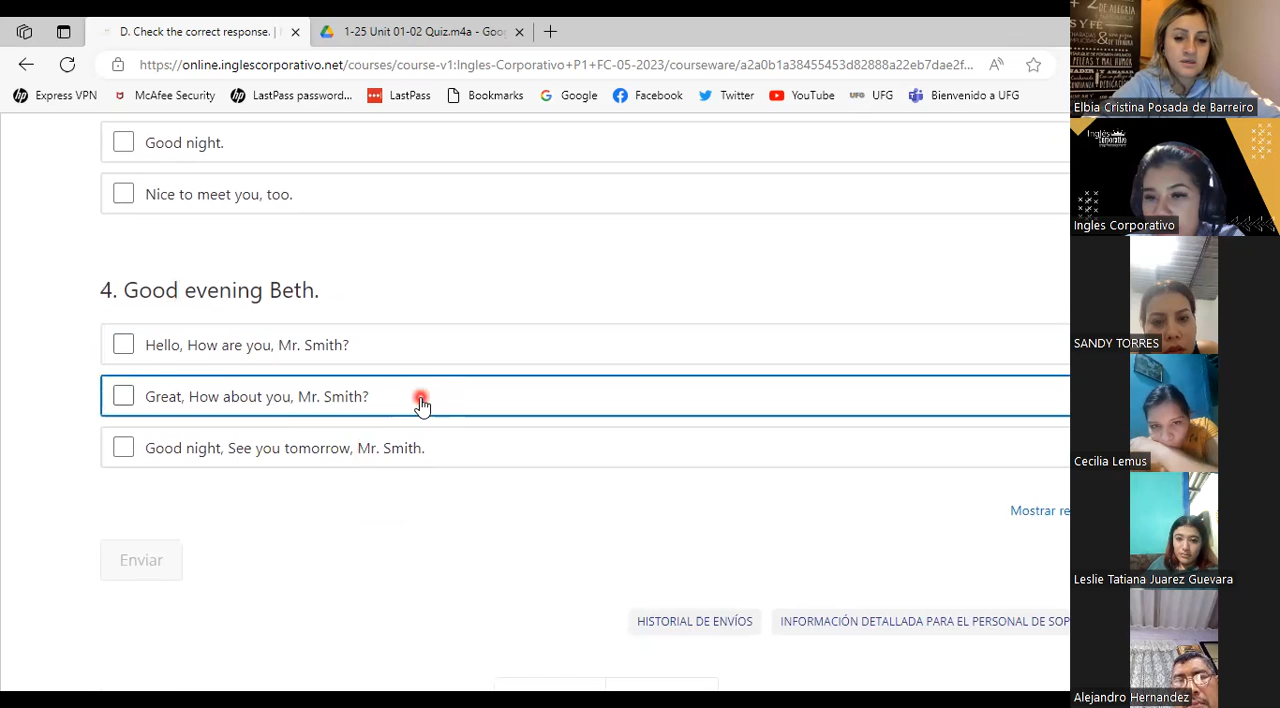 D. Check the correct response. |
1-25 Unit 01-02 Quiz.m4a - Goo
https://online.inglescorporativo.net/courses/course-v1:Ingles-Corporativo+P1+FC-05-2023/courseware/a2a0b1a38455453d82888a22eb7dae2f...
Express VPN
McAfee Security
LastPass password...
LastPass
Bookmarks
Google
Facebook
Twitter
YouTube
UFG
Bienvenido a UFG
Good night.
Nice to meet you, too.
4. Good evening Beth.
Hello, How are you, Mr. Smith?
Great, How about you, Mr. Smith?
Good night, See you tomorrow, Mr. Smith.
Mostrar re
Enviar
HISTORIAL DE ENVÍOS
INFORMACIÓN DETALLADA PARA EL PERSONAL DE SOP
Elbia Cristina Posada de Barreiro
Inglés
Corporativo
Ingles Corporativo
SANDY TORRES
Cecilia Lemus
Leslie Tatiana Juarez Guevara
Alejandro Hernandez